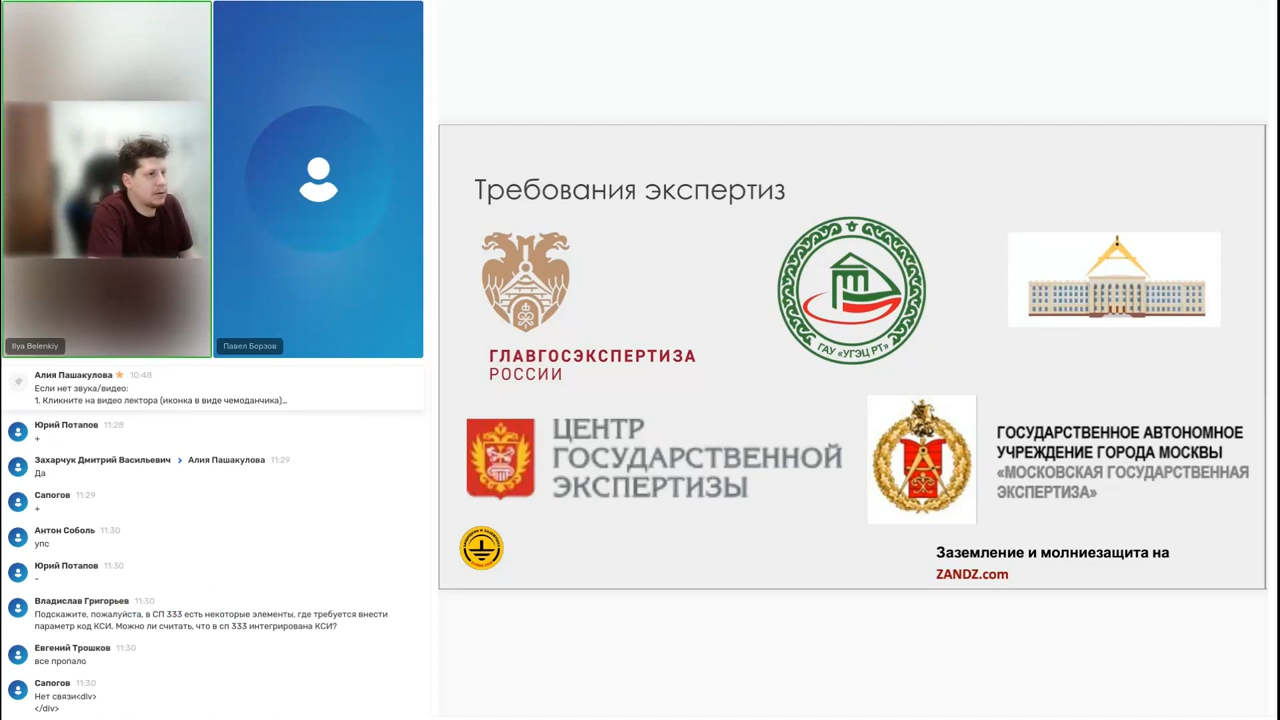 Ilya Belenkiy
Павел Борзов
Алия Пашакулова 10:48
Если нет звука/видео:
1. Кликните на видео лектора (иконка в виде чемоданчика)...
Юрий Потапов 11:28
+
Захарчук Дмитрий Васильевич > Алия Пашакулова 11:29
Да
Сапогов 11:29
+
Антон Соболь 11:30
упс
Юрий Потапов 11:30
-
Владислав Григорьев 11:30
Подскажите, пожалуйста, в СП 333 есть некоторые элементы, где требуется внести
параметр код КСИ. Можно ли считать, что в сп 333 интегрирована КСИ?
Евгений Трошков 11:30
все пропало
Сапогов 11:30
Нет связи<div>
</div>
Требования экспертиз
ГЛАВГОСЭКСПЕРТИЗА
РОССИИ
ГАУ «УГЭЦ РТ»
ЦЕНТР
ГОСУДАРСТВЕННОЙ
ЭКСПЕРТИЗЫ
ГОСУДАРСТВЕННОЕ АВТОНОМНОЕ
УЧРЕЖДЕНИЕ ГОРОДА МОСКВЫ
«МОСКОВСКАЯ ГОСУДАРСТВЕННАЯ
ЭКСПЕРТИЗА»
Заземление и молниезащита на
ZANDZ.com